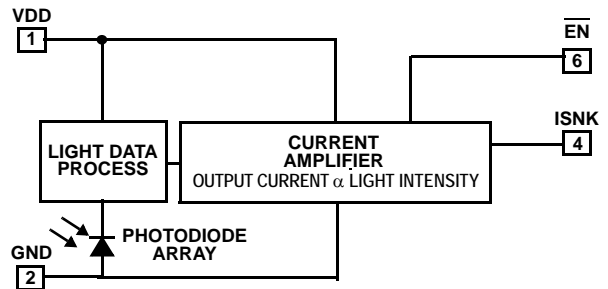 VDD
1
EN
6
ISNK
4
LIGHT DATA
PROCESS
CURRENT
AMPLIFIER
OUTPUT CURRENT α LIGHT INTENSITY
PHOTODIODE
ARRAY
GND
2